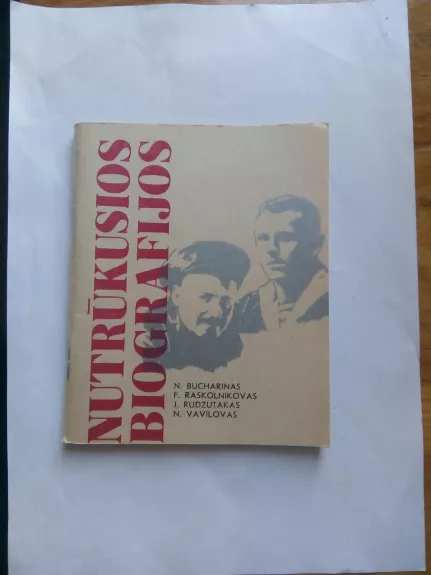 NUTRŪKUSIOS
BIOGRAFIJOS
N. BUCHARINAS
F. RASKOLNIKOVAS
J. RUDZUTAKAS
N. VAVILOVAS